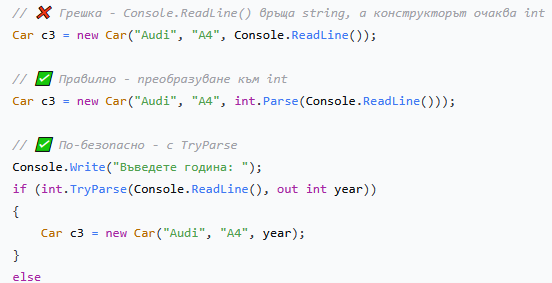 // ❌ Грешка - Console.ReadLine() връща string, а конструкторът очаква int
Car c3 = new Car("Audi", "A4", Console.ReadLine());
// ✅ Правилно - преобразуване към int
Car c3 = new Car("Audi", "A4", int.Parse(Console.ReadLine()));
// ✅ По-безопасно - с TryParse
Console.Write("Въведете година: ");
if (int.TryParse(Console.ReadLine(), out int year))
{
    Car c3 = new Car("Audi", "A4", year);
}
else